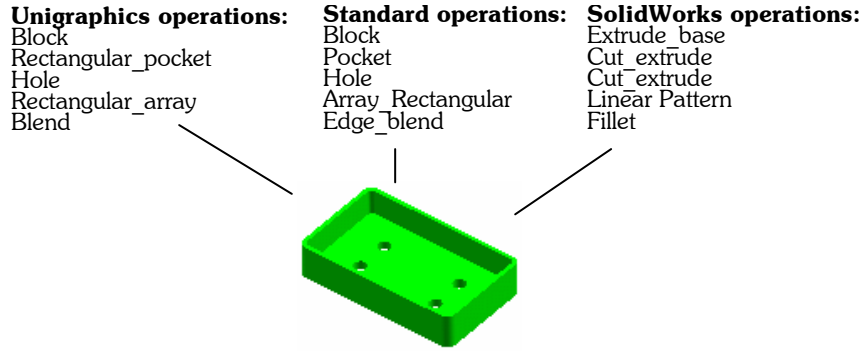 Unigraphics operations:
Block
Rectangular_pocket
Hole
Rectangular_array
Blend
Standard operations:
Block
Pocket
Hole
Array_Rectangular
Edge_blend
SolidWorks operations:
Extrude_base
Cut_extrude
Cut_extrude
Linear Pattern
Fillet